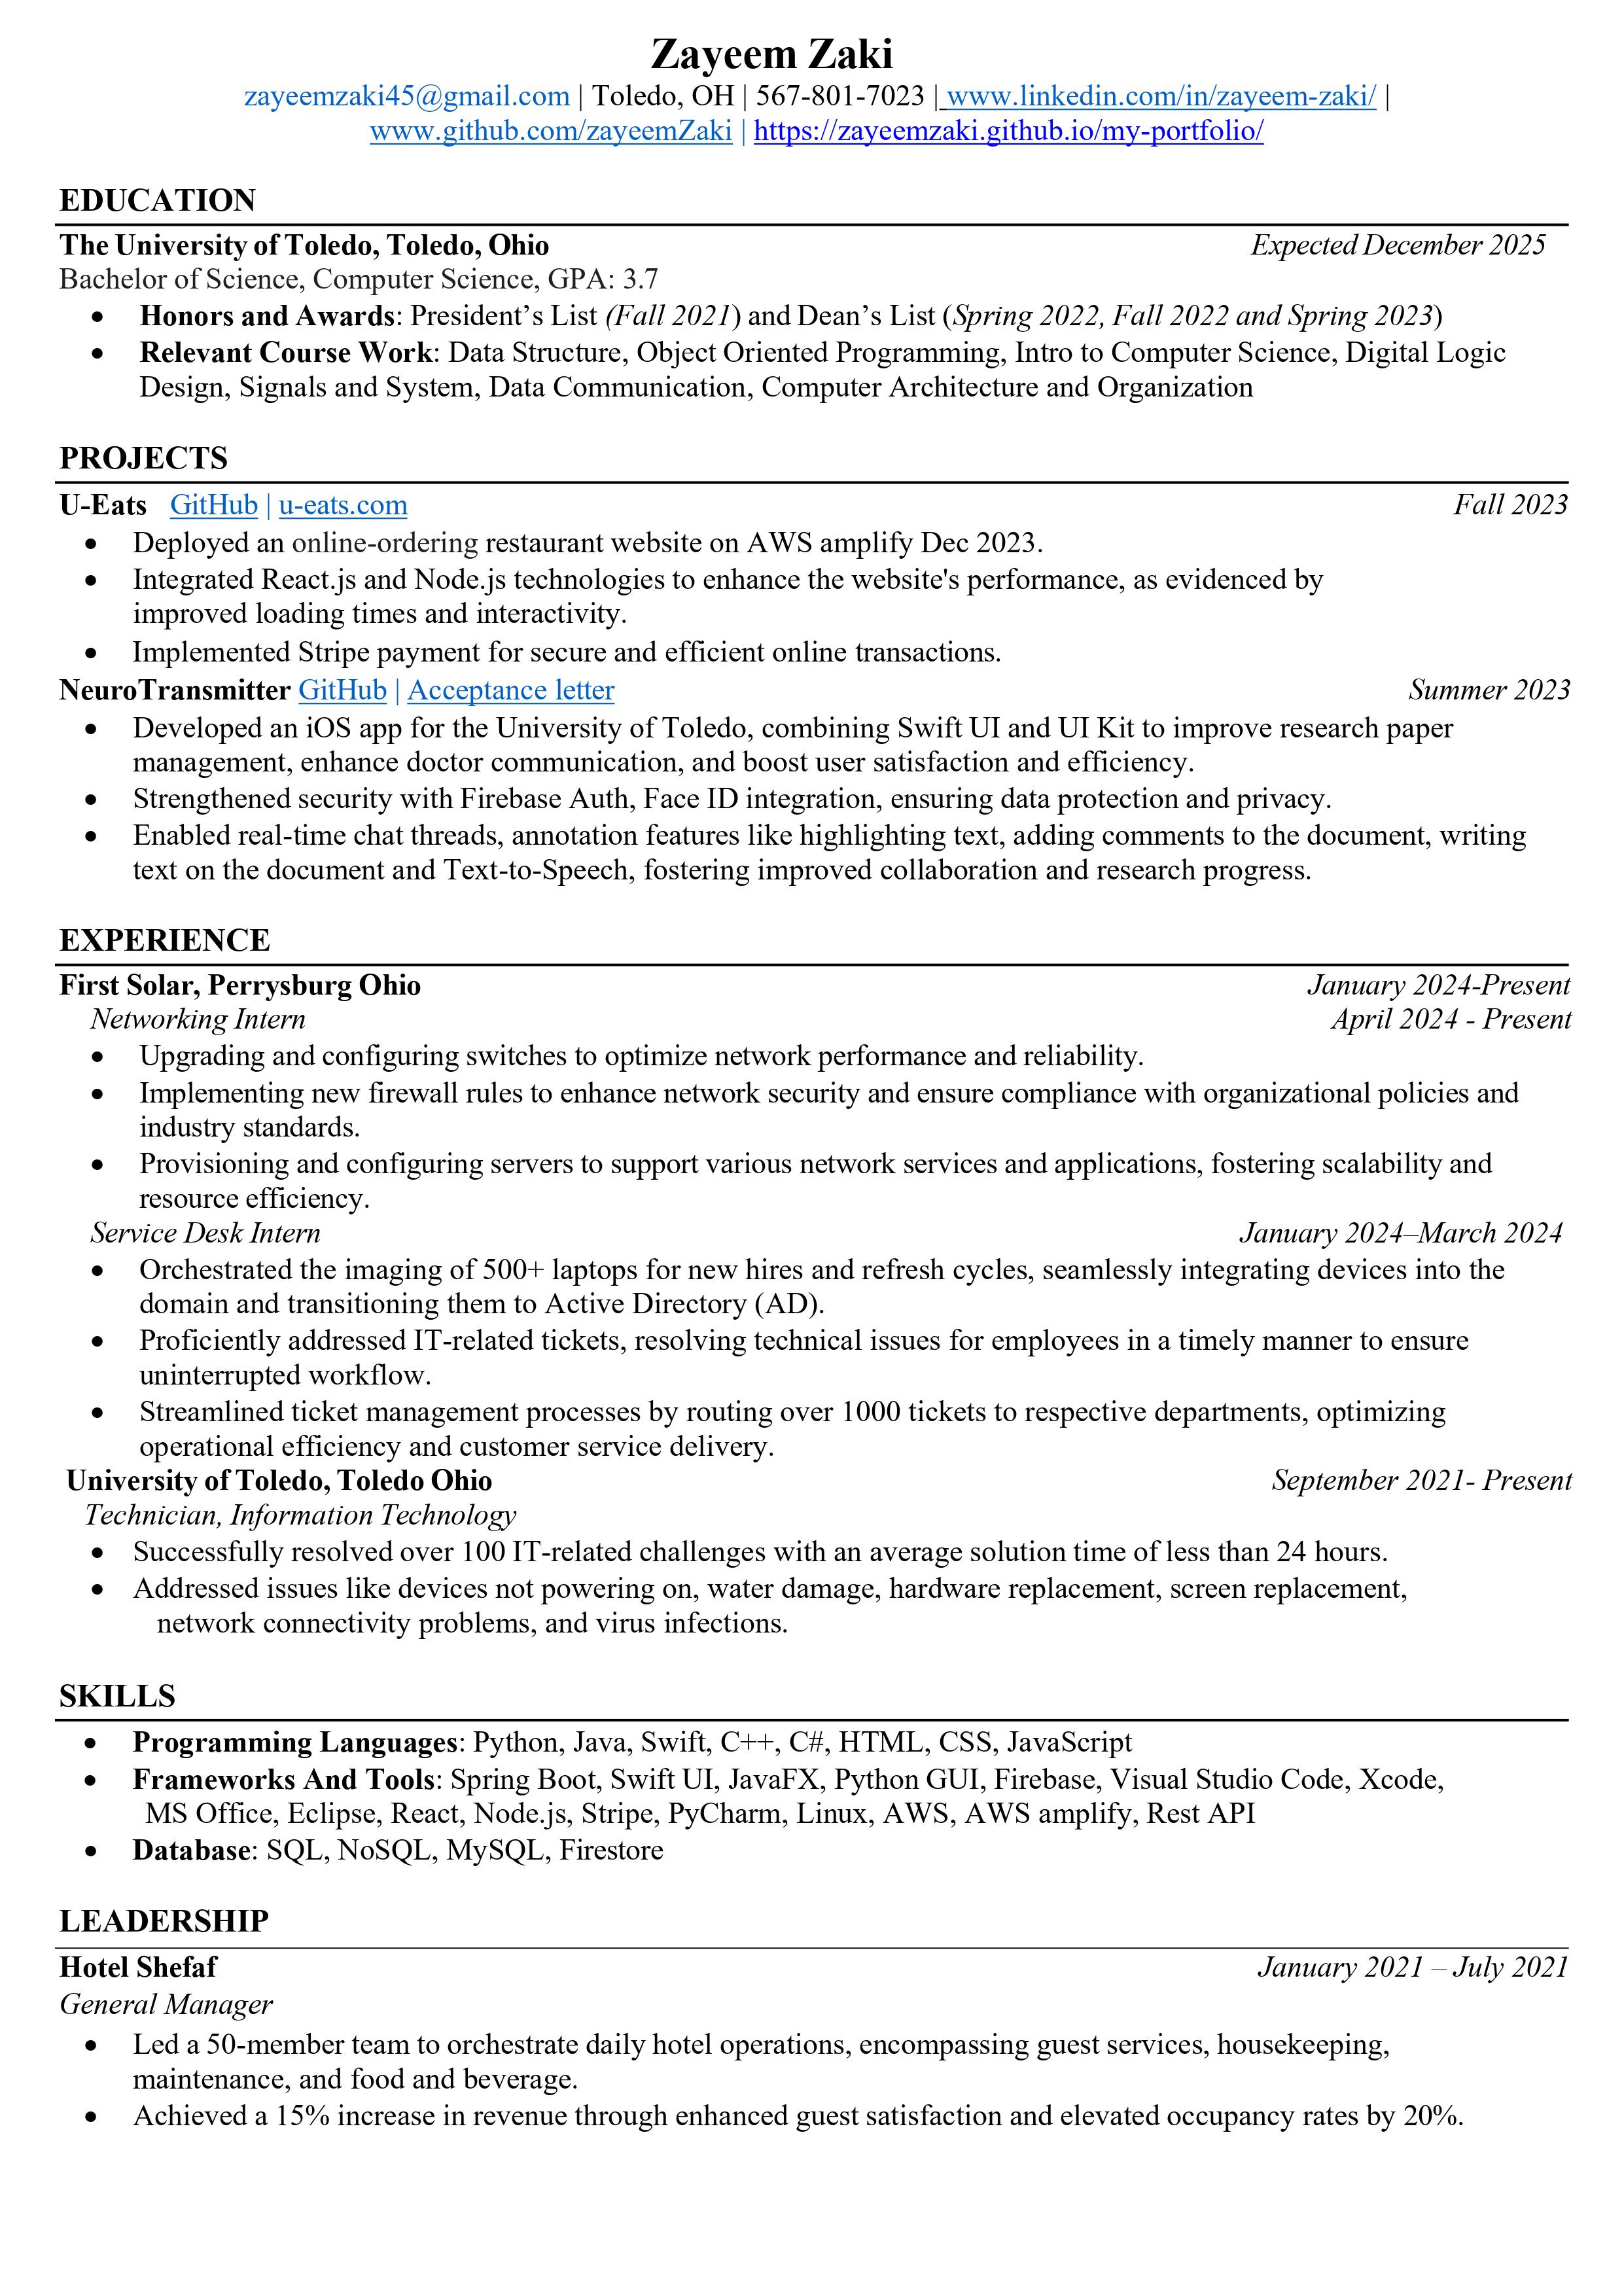 Zayeem Zaki
zayeemzaki45@gmail.com | Toledo, OH | 567-801-7023 | www.linkedin.com/in/zayeem-zaki/ |
www.github.com/zayeemZaki | https://zayeemzaki.github.io/my-portfolio/
EDUCATION
The University of Toledo, Toledo, Ohio Expected December 2025
Bachelor of Science, Computer Science, GPA: 3.7
• Honors and Awards: President’s List (Fall 2021) and Dean’s List (Spring 2022, Fall 2022 and Spring 2023)
• Relevant Course Work: Data Structure, Object Oriented Programming, Intro to Computer Science, Digital Logic
Design, Signals and System, Data Communication, Computer Architecture and Organization
PROJECTS
U-Eats GitHub | u-eats.com Fall 2023
• Deployed an online-ordering restaurant website on AWS amplify Dec 2023.
• Integrated React.js and Node.js technologies to enhance the website's performance, as evidenced by
improved loading times and interactivity.
• Implemented Stripe payment for secure and efficient online transactions.
NeuroTransmitter GitHub | Acceptance letter Summer 2023
• Developed an iOS app for the University of Toledo, combining Swift UI and UI Kit to improve research paper
management, enhance doctor communication, and boost user satisfaction and efficiency.
• Strengthened security with Firebase Auth, Face ID integration, ensuring data protection and privacy.
• Enabled real-time chat threads, annotation features like highlighting text, adding comments to the document, writing
text on the document and Text-to-Speech, fostering improved collaboration and research progress.
EXPERIENCE
First Solar, Perrysburg Ohio January 2024-Present
Networking Intern April 2024 - Present
• Upgrading and configuring switches to optimize network performance and reliability.
• Implementing new firewall rules to enhance network security and ensure compliance with organizational policies and
industry standards.
• Provisioning and configuring servers to support various network services and applications, fostering scalability and
resource efficiency.
Service Desk Intern January 2024–March 2024
• Orchestrated the imaging of 500+ laptops for new hires and refresh cycles, seamlessly integrating devices into the
domain and transitioning them to Active Directory (AD).
• Proficiently addressed IT-related tickets, resolving technical issues for employees in a timely manner to ensure
uninterrupted workflow.
• Streamlined ticket management processes by routing over 1000 tickets to respective departments, optimizing
operational efficiency and customer service delivery.
University of Toledo, Toledo Ohio September 2021- Present
Technician, Information Technology
• Successfully resolved over 100 IT-related challenges with an average solution time of less than 24 hours.
• Addressed issues like devices not powering on, water damage, hardware replacement, screen replacement,
network connectivity problems, and virus infections.
SKILLS
• Programming Languages: Python, Java, Swift, C++, C#, HTML, CSS, JavaScript
• Frameworks And Tools: Spring Boot, Swift UI, JavaFX, Python GUI, Firebase, Visual Studio Code, Xcode,
MS Office, Eclipse, React, Node.js, Stripe, PyCharm, Linux, AWS, AWS amplify, Rest API
• Database: SQL, NoSQL, MySQL, Firestore
LEADERSHIP
Hotel Shefaf January 2021 – July 2021
General Manager
• Led a 50-member team to orchestrate daily hotel operations, encompassing guest services, housekeeping,
maintenance, and food and beverage.
• Achieved a 15% increase in revenue through enhanced guest satisfaction and elevated occupancy rates by 20%.